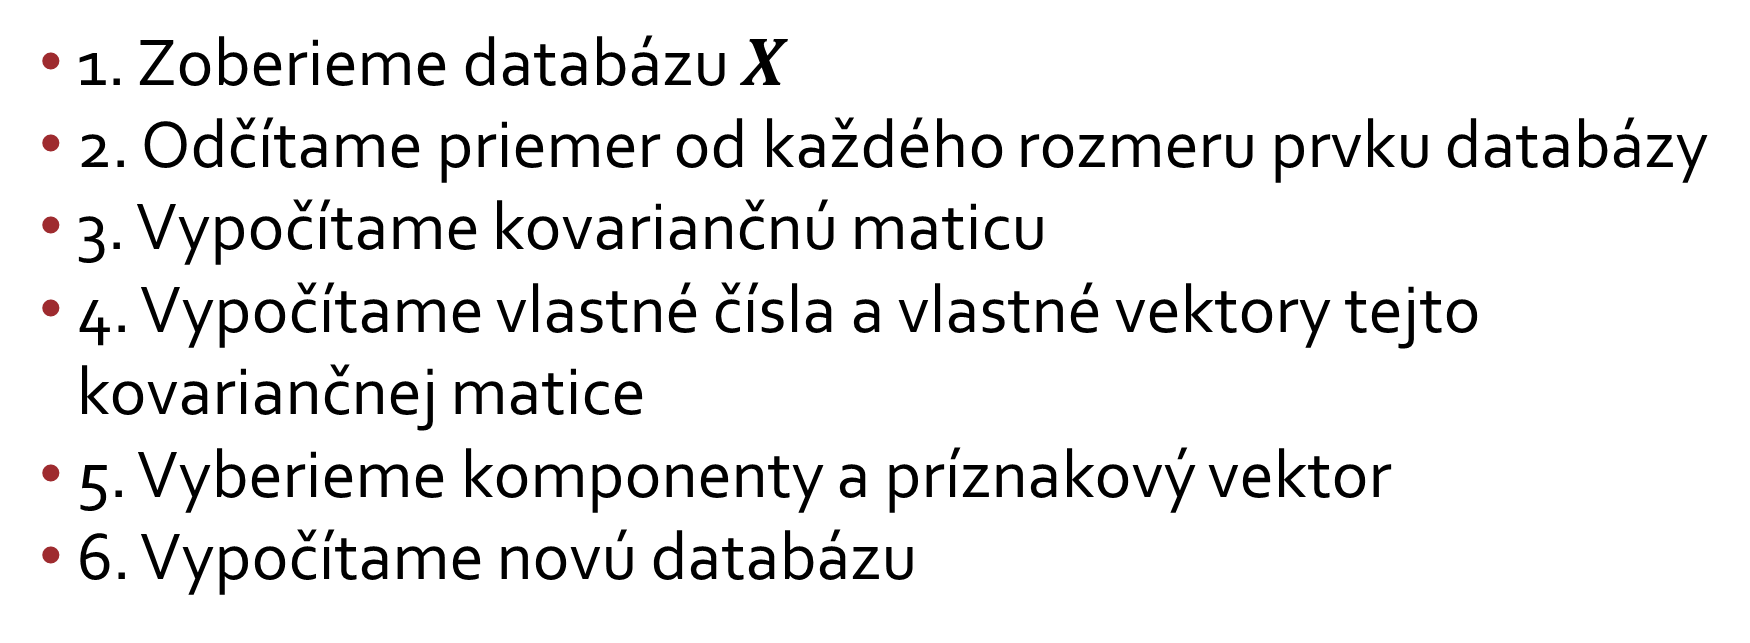 • 1. Zoberieme databázu X
• 2. Odčítame priemer od každého rozmeru prvku databázy
• 3. Vypočítame kovariančnú maticu
• 4. Vypočítame vlastné čísla a vlastné vektory tejto
kovariančnej matice
• 5. Vyberieme komponenty a príznakový vektor
• 6. Vypočítame novú databázu